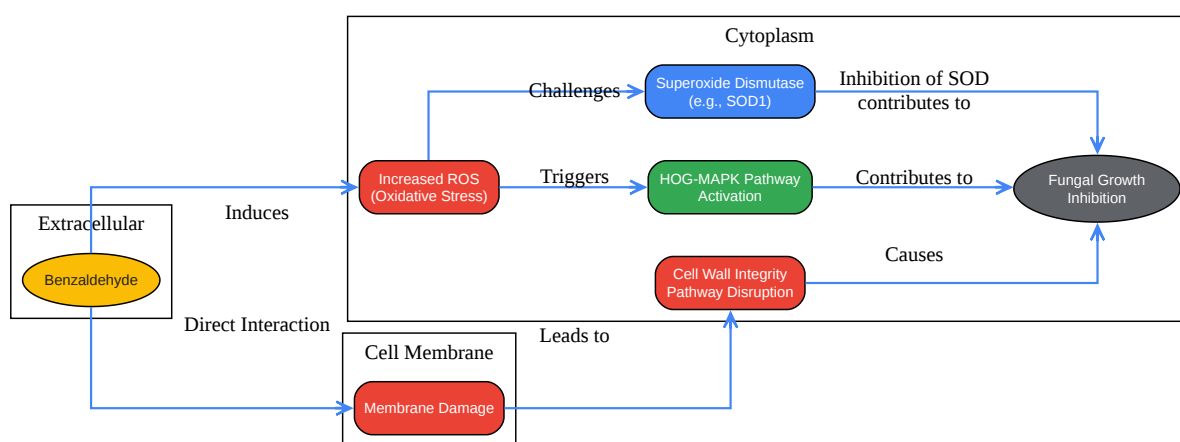 Cytoplasm
Superoxide Dismutase
(e.g., SOD1)
Challenges
Inhibition of SOD
contributes to
Increased ROS
(Oxidative Stress)
Triggers
HOG-MAPK Pathway
Activation
Contributes to
Fungal Growth
Inhibition
Induces
Extracellular
Benzaldehyde
Cell Wall Integrity
Pathway Disruption
Causes
Direct Interaction
Leads to
Cell Membrane
Membrane Damage